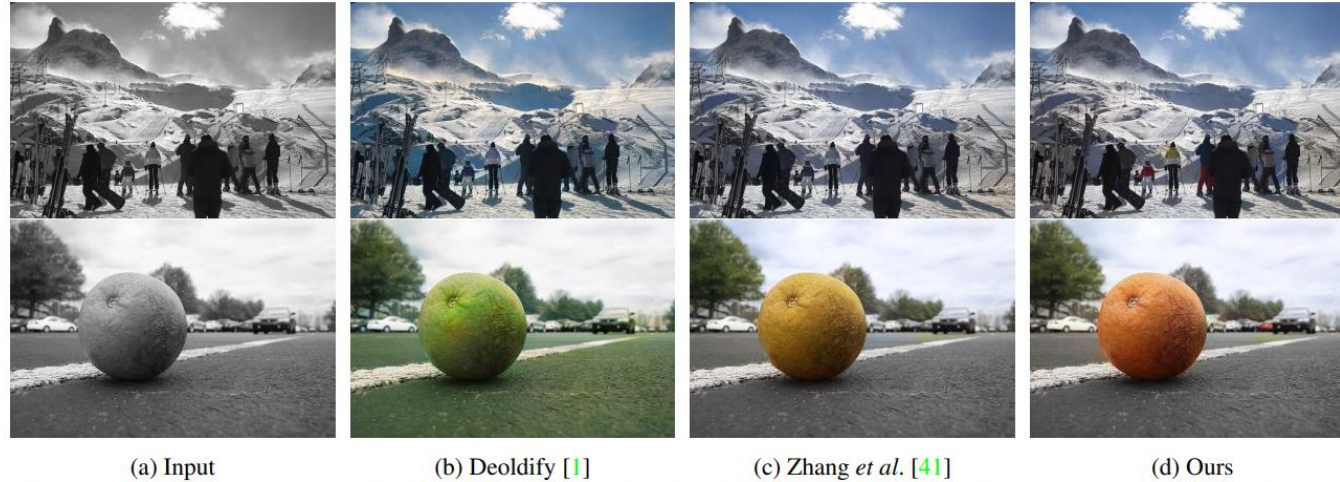 (a) Input
(b) Deoldify [1]
(c) Zhang et al. [41]
(d) Ours